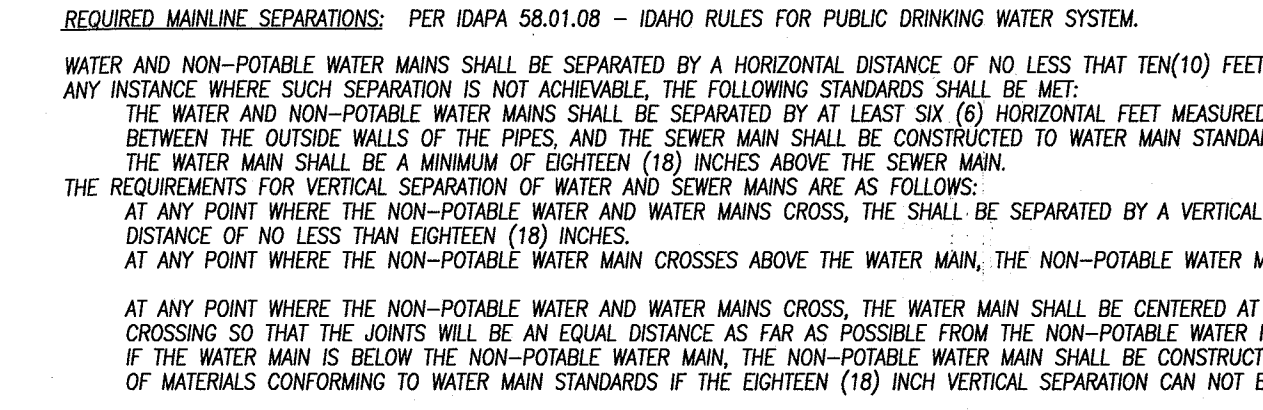 REQUIRED MAINLINE SEPARATIONS: PER IDAPA 58.01.08 – IDAHO RULES FOR PUBLIC DRINKING WATER SYSTEM.
WATER AND NON–POTABLE WATER MAINS SHALL BE SEPARATED BY A HORIZONTAL DISTANCE OF NO LESS THAT TEN(10) FEET
ANY INSTANCE WHERE SUCH SEPARATION IS NOT ACHIEVABLE, THE FOLLOWING STANDARDS SHALL BE MET:
THE WATER AND NON–POTABLE WATER MAINS SHALL BE SEPARATED BY AT LEAST SIX (6) HORIZONTAL FEET MEASURED
BETWEEN THE OUTSIDE WALLS OF THE PIPES, AND THE SEWER MAIN SHALL BE CONSTRUCTED TO WATER MAIN
THE WATER MAIN SHALL BE A MINIMUM OF EIGHTEEN (18) INCHES ABOVE THE SEWER MAIN.
THE REQUIREMENTS FOR VERTICAL SEPARATION OF WATER AND SEWER MAINS ARE AS FOLLOWS:
AT ANY POINT WHERE THE NON–POTABLE WATER AND WATER MAINS CROSS, THE SHALL BE SEPARATED BY A VERTICAL
DISTANCE OF NO LESS THAN EIGHTEEN (18) INCHES.
AT ANY POINT WHERE THE NON–POTABLE WATER MAIN CROSSES ABOVE THE WATER MAIN, THE NON–POTABLE WATER
AT ANY POINT WHERE THE NON–POTABLE WATER AND WATER MAINS CROSS, THE WATER MAIN SHALL BE CENTERED AT
CROSSING SO THAT THE JOINTS WILL BE AN EQUAL DISTANCE AS FAR AS POSSIBLE FROM THE NON–POTABLE WATER
IF THE WATER MAIN IS BELOW THE NON–POTABLE WATER MAIN, THE NON–POTABLE WATER MAIN SHALL BE
OF MATERIALS CONFORMING TO WATER MAIN STANDARDS IF THE EIGHTEEN (18) INCH VERTICAL SEPARATION CAN NOT